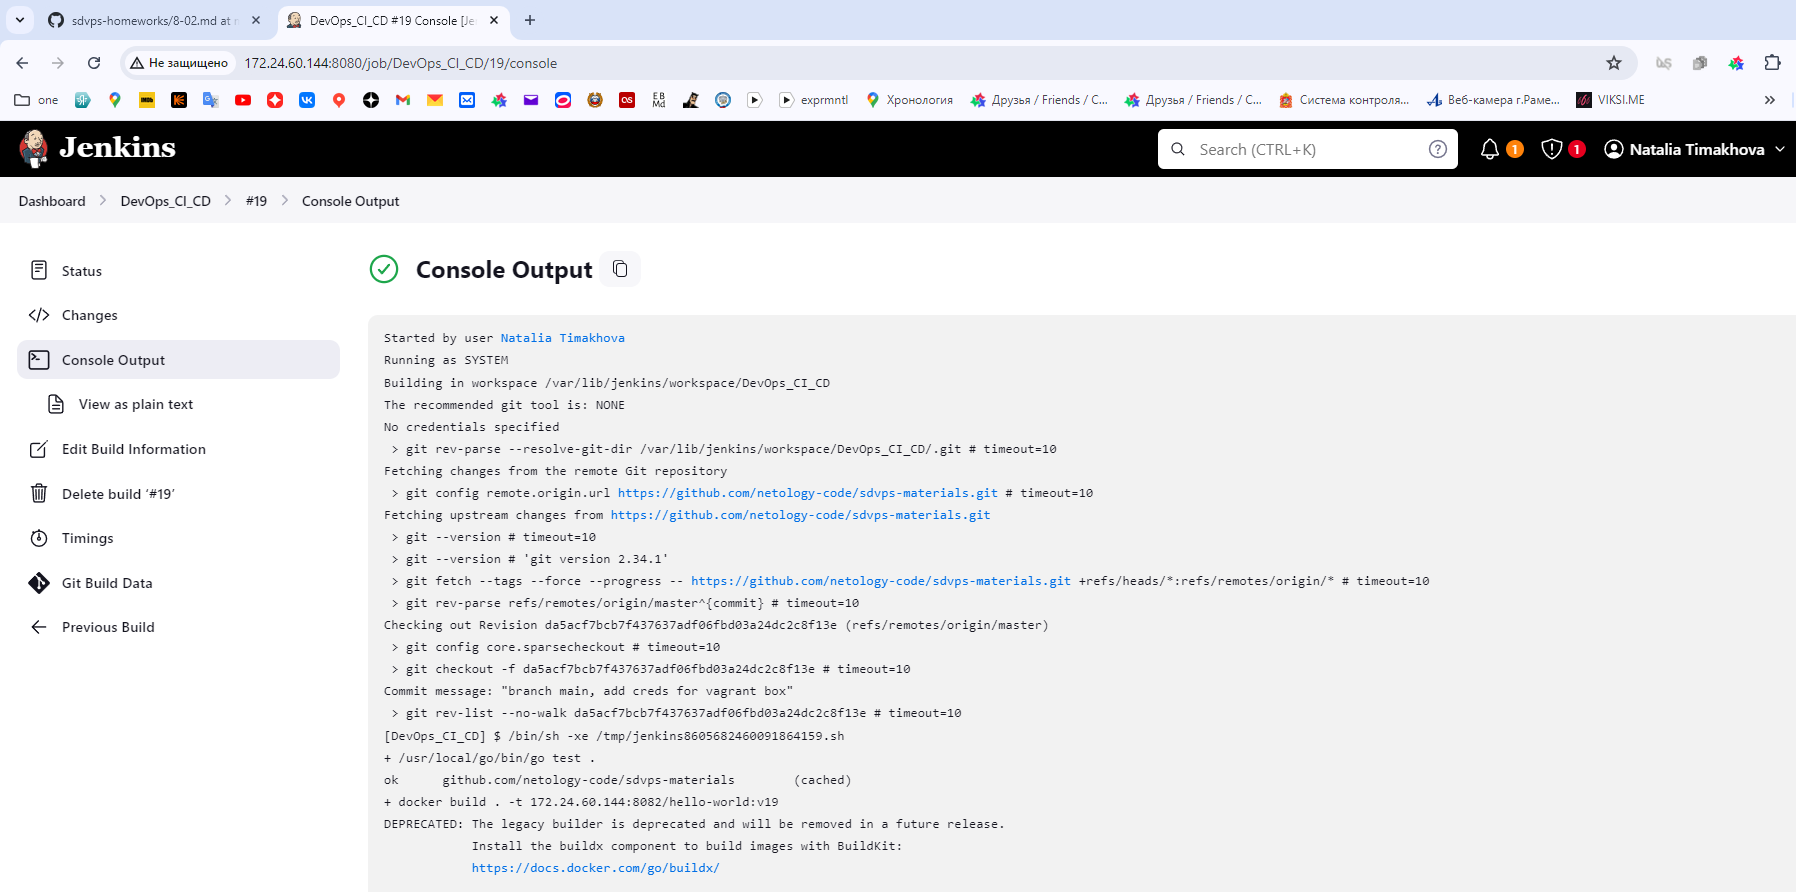 sdvps-homeworks/8-02.md at
DevOps_CI_CD #19 Console [Je
Не защищено
172.24.60.144:8080/job/DevOps_CI_CD/19/console
one
exprmntl
Хронология
Друзья / Friends / C...
Друзья / Friends / C...
Система контроля...
Веб-камера г.Раме...
VIKSI.ME
Jenkins
Search (CTRL+K)
1
1
Natalia Timakhova
Dashboard
DevOps_CI_CD
#19
Console Output
Status
Changes
Console Output
View as plain text
Edit Build Information
Delete build ‘#19’
Timings
Git Build Data
Previous Build
Console Output
Started by user Natalia Timakhova
Running as SYSTEM
Building in workspace /var/lib/jenkins/workspace/DevOps_CI_CD
The recommended git tool is: NONE
No credentials specified
> git rev-parse --resolve-git-dir /var/lib/jenkins/workspace/DevOps_CI_CD/.git # timeout=10
Fetching changes from the remote Git repository
> git config remote.origin.url https://github.com/netology-code/sdvps-materials.git # timeout=10
Fetching upstream changes from https://github.com/netology-code/sdvps-materials.git
> git --version # timeout=10
> git --version # 'git version 2.34.1'
> git fetch --tags --force --progress -- https://github.com/netology-code/sdvps-materials.git +refs/heads/*:refs/remotes/origin/* # timeout=10
> git rev-parse refs/remotes/origin/master^{commit} # timeout=10
Checking out Revision da5acf7bcb7f437637adf06fbd03a24dc2c8f13e (refs/remotes/origin/master)
> git config core.sparsecheckout # timeout=10
> git checkout -f da5acf7bcb7f437637adf06fbd03a24dc2c8f13e # timeout=10
Commit message: "branch main, add creds for vagrant box"
> git rev-list --no-walk da5acf7bcb7f437637adf06fbd03a24dc2c8f13e # timeout=10
[DevOps_CI_CD] $ /bin/sh -xe /tmp/jenkins8605682460091864159.sh
+ /usr/local/go/bin/go test .
ok github.com/netology-code/sdvps-materials (cached)
+ docker build . -t 172.24.60.144:8082/hello-world:v19
DEPRECATED: The legacy builder is deprecated and will be removed in a future release.
Install the buildx component to build images with BuildKit:
https://docs.docker.com/go/buildx/